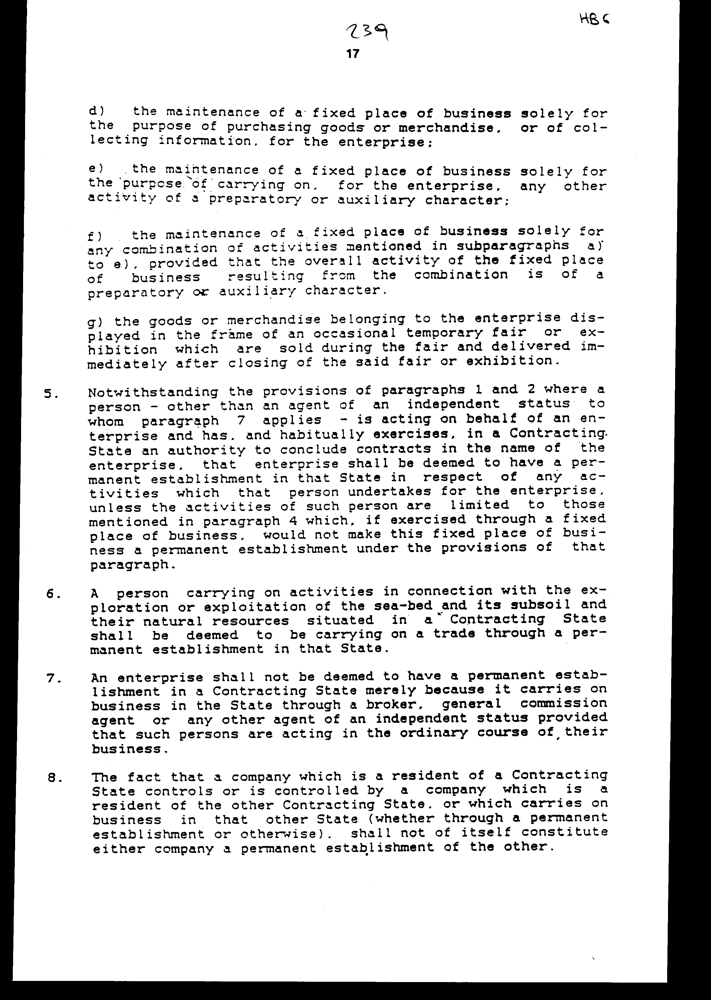 HB6
239
17
d) the maintenance of a fixed place of business solely for
the purpose of purchasing goods or merchandise, or of col-
lecting information, for the enterprise;
e) the maintenance of a fixed place of business solely for
the purpose of carrying on, for the enterprise, any other
activity of a preparatory or auxiliary character;
f) the maintenance of a fixed place of business solely for
any combination of activities mentioned in subparagraphs a)
to e), provided that the overall activity of the fixed place
of business resulting from the combination is of a
preparatory or auxiliary character.
g) the goods or merchandise belonging to the enterprise dis-
played in the frame of an occasional temporary fair or ex-
hibition which are sold during the fair and delivered im-
mediately after closing of the said fair or exhibition.
5. Notwithstanding the provisions of paragraphs 1 and 2 where a
person - other than an agent of an independent status to
whom paragraph 7 applies - is acting on behalf of an en-
terprise and has, and habitually exercises, in a Contracting
State an authority to conclude contracts in the name of the
enterprise, that enterprise shall be deemed to have a per-
manent establishment in that State in respect of any ac-
tivities which that person undertakes for the enterprise,
unless the activities of such person are limited to those
mentioned in paragraph 4 which, if exercised through a fixed
place of business, would not make this fixed place of busi-
ness a permanent establishment under the provisions of that
paragraph.
6. A person carrying on activities in connection with the ex-
ploration or exploitation of the sea-bed and its subsoil and
their natural resources situated in a Contracting State
shall be deemed to be carrying on a trade through a per-
manent establishment in that State.
7. An enterprise shall not be deemed to have a permanent estab-
lishment in a Contracting State merely because it carries on
business in the State through a broker, general commission
agent or any other agent of an independent status provided
that such persons are acting in the ordinary course of their
business.
8. The fact that a company which is a resident of a Contracting
State controls or is controlled by a company which is a
resident of the other Contracting State, or which carries on
business in that other State (whether through a permanent
establishment or otherwise), shall not of itself constitute
either company a permanent establishment of the other.